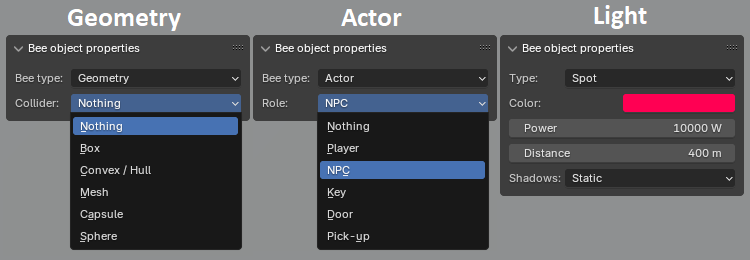 Geometry
Bee object properties
Bee type: Geometry
Collider: Nothing
Nothing
Box
Convex / Hull
Mesh
Capsule
Sphere
Actor
Bee object properties
Bee type: Actor
Role: NPC
Nothing
Player
NPC
Key
Door
Pick-up
Light
Bee object properties
Type: Spot
Color:
Power 10000 W
Distance 400 m
Shadows: Static